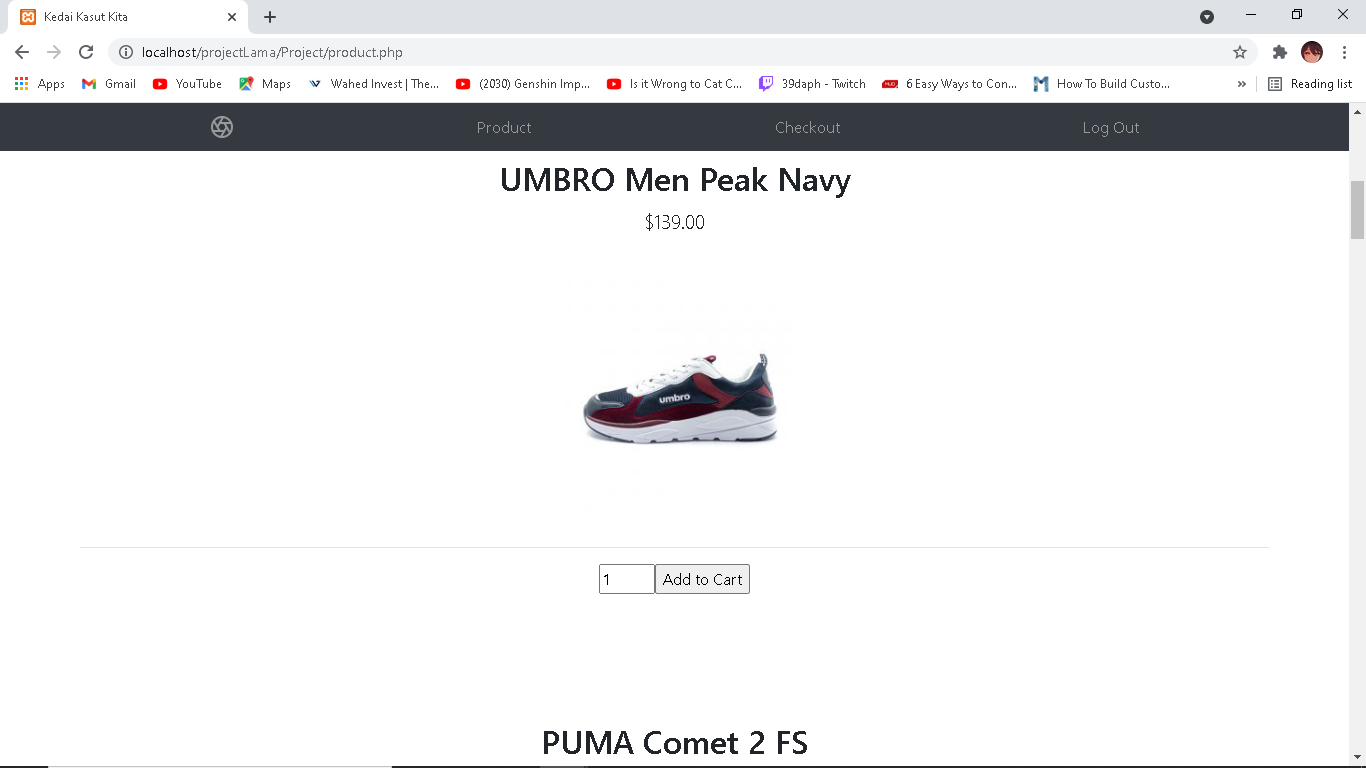 Kedai Kasut Kita
localhost/projectLama/Project/product.php
Apps Gmail YouTube Maps Wahed Invest | The... (2030) Genshin Imp... Is it Wrong to Cat C... 39daph - Twitch 6 Easy Ways to Con... How To Build Custo... » Reading list
Product Checkout Log Out
UMBRO Men Peak Navy
$139.00
umbro
1 Add to Cart
PUMA Comet 2 FS